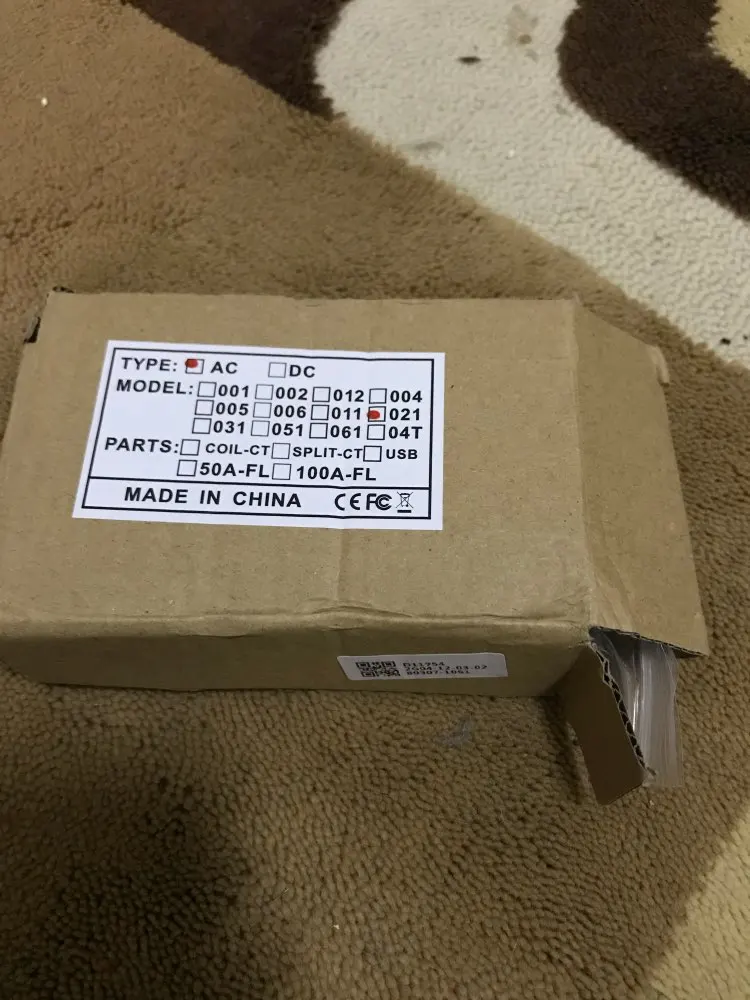 TYPE: AC DC
MODEL: 001 002 012 004
005 006 011 021
031 051 061 04T
PARTS: COIL-CT SPLIT-CT USB
50A-FL 100A-FL
MADE IN CHINA CE FC